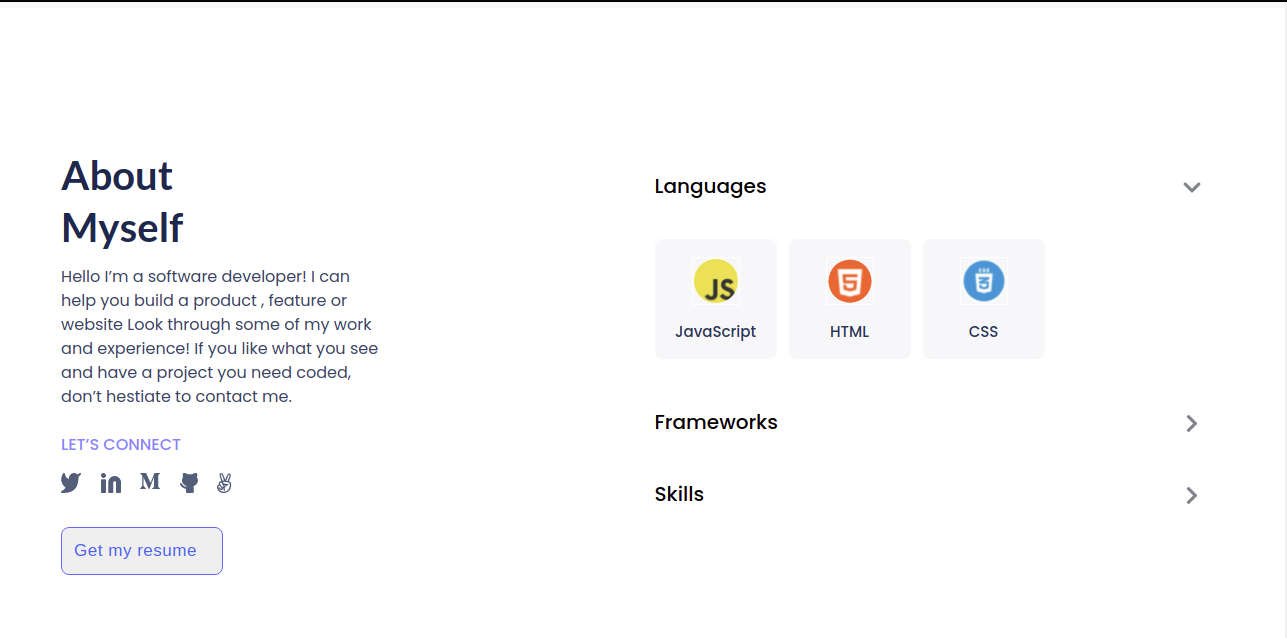 About
Myself
Hello I’m a software developer! I can
help you build a product , feature or
website Look through some of my work
and experience! If you like what you see
and have a project you need coded,
don’t hestiate to contact me.
LET’S CONNECT
Get my resume
Languages
JS
JavaScript
HTML
CSS
Frameworks
Skills